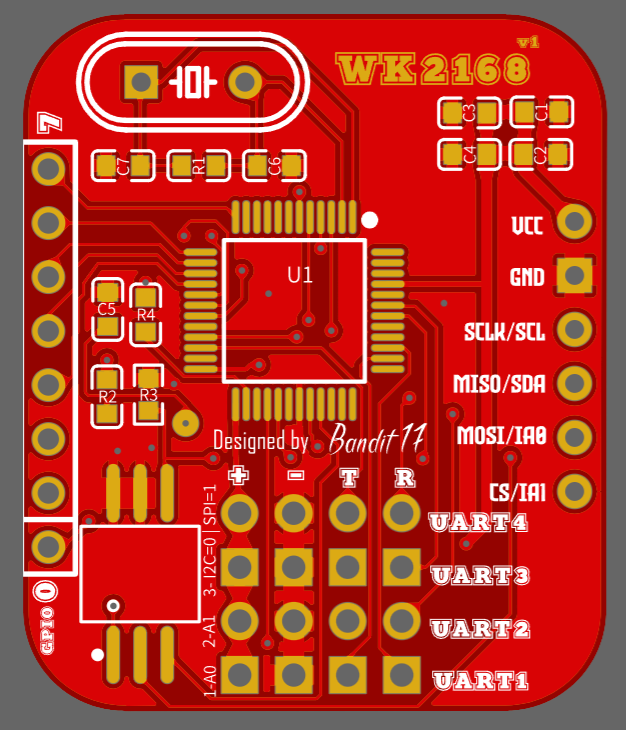 v1
WK2168
7
C3
C1
C4
C2
C7
R1
C6
VCC
GND
SCLK/SCL
MISO/SDA
MOSI/IA0
CS/IA1
U1
C5
R4
R2
R3
Designed by Bandit17
+ - T R
UART4
UART3
UART2
UART1
1-A0 2-A1 3-I2C=0|SPI=1
GPIO 0